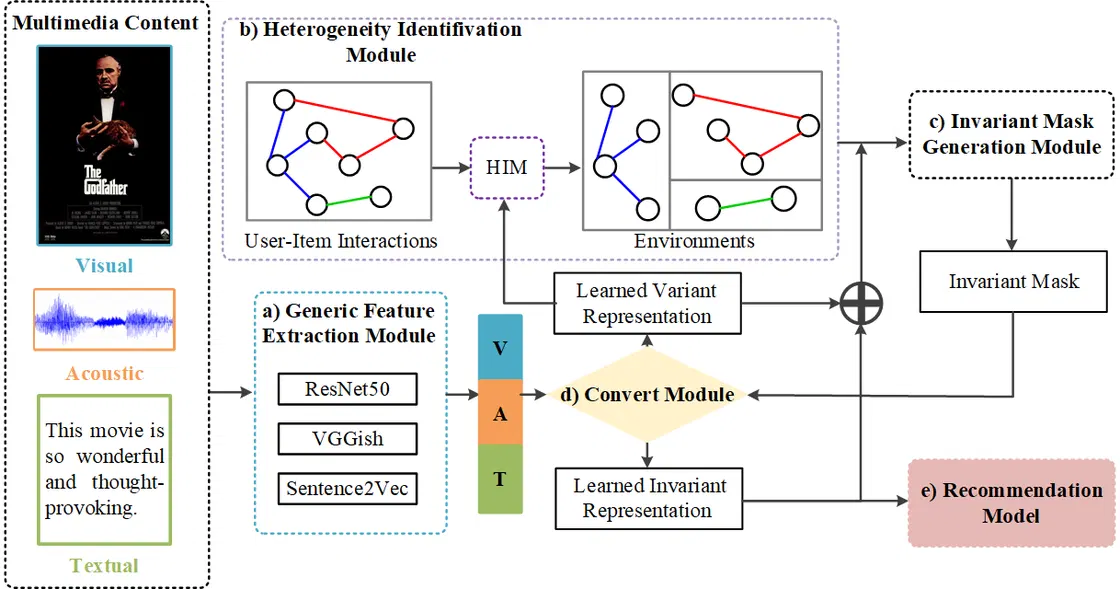 Multimedia Content
The
Godfather
Visual
Acoustic
This movie is
so wonderful
and thought-
provoking.
Textual
b) Heterogeneity Identifivation
Module
User-Item Interactions
HIM
Environments
a) Generic Feature
Extraction Module
ResNet50
VGGish
Sentence2Vec
V
A
T
Learned Variant
Representation
d) Convert Module
Learned Invariant
Representation
c) Invariant Mask
Generation Module
Invariant Mask
e) Recommendation
Model